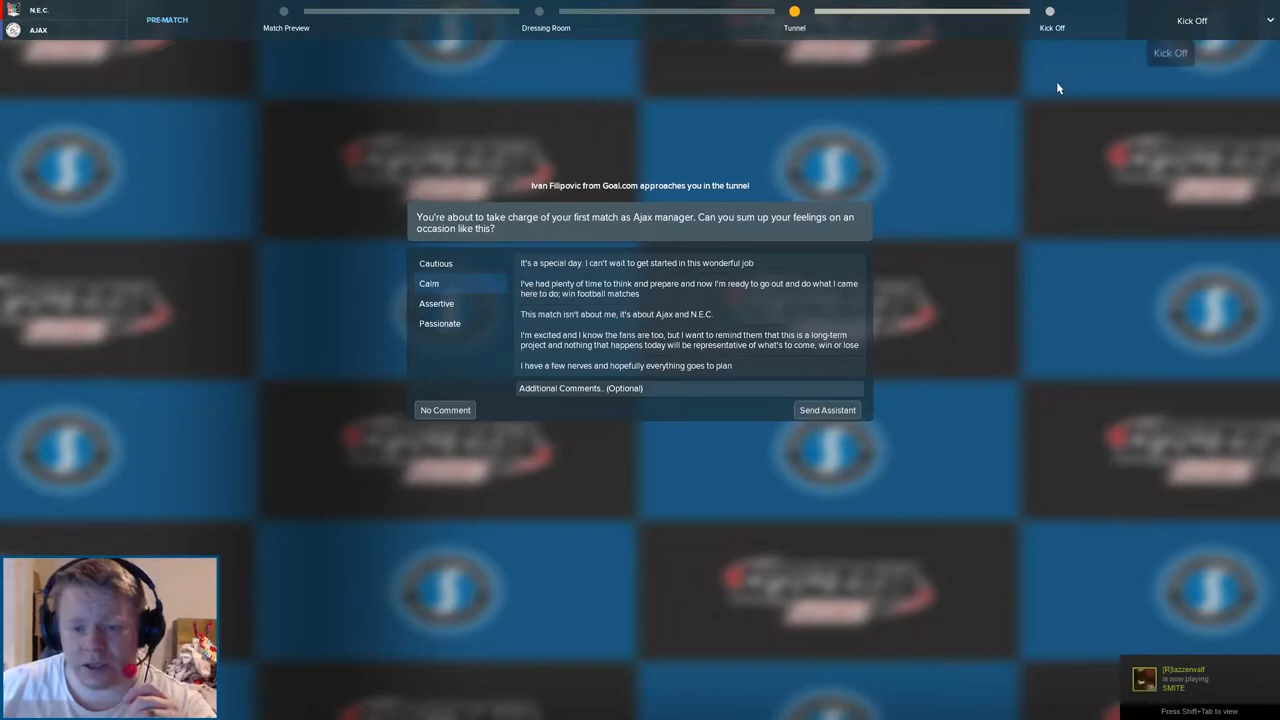 N.E.C.
AJAX
PRE-MATCH
Match Preview
Dressing Room
Tunnel
Kick Off
Kick Off
Kick Off
Ivan Filipovic from Goal.com approaches you in the tunnel
You're about to take charge of your first match as Ajax manager. Can you sum up your feelings on an
occasion like this?
Cautious
Calm
Assertive
Passionate
It's a special day. I can't wait to get started in this wonderful job
I've had plenty of time to think and prepare and now I'm ready to go out and do what I came
here to do; win football matches
This match isn't about me, it's about Ajax and N.E.C.
I'm excited and I know the fans are too, but I want to remind them that this is a long-term
project and nothing that happens today will be representative of what's to come, win or lose
I have a few nerves and hopefully everything goes to plan
Additional Comments.. (Optional)
No Comment
Send Assistant
[R]lazzerwalf
is now playing
SMITE
Press Shift+Tab to view